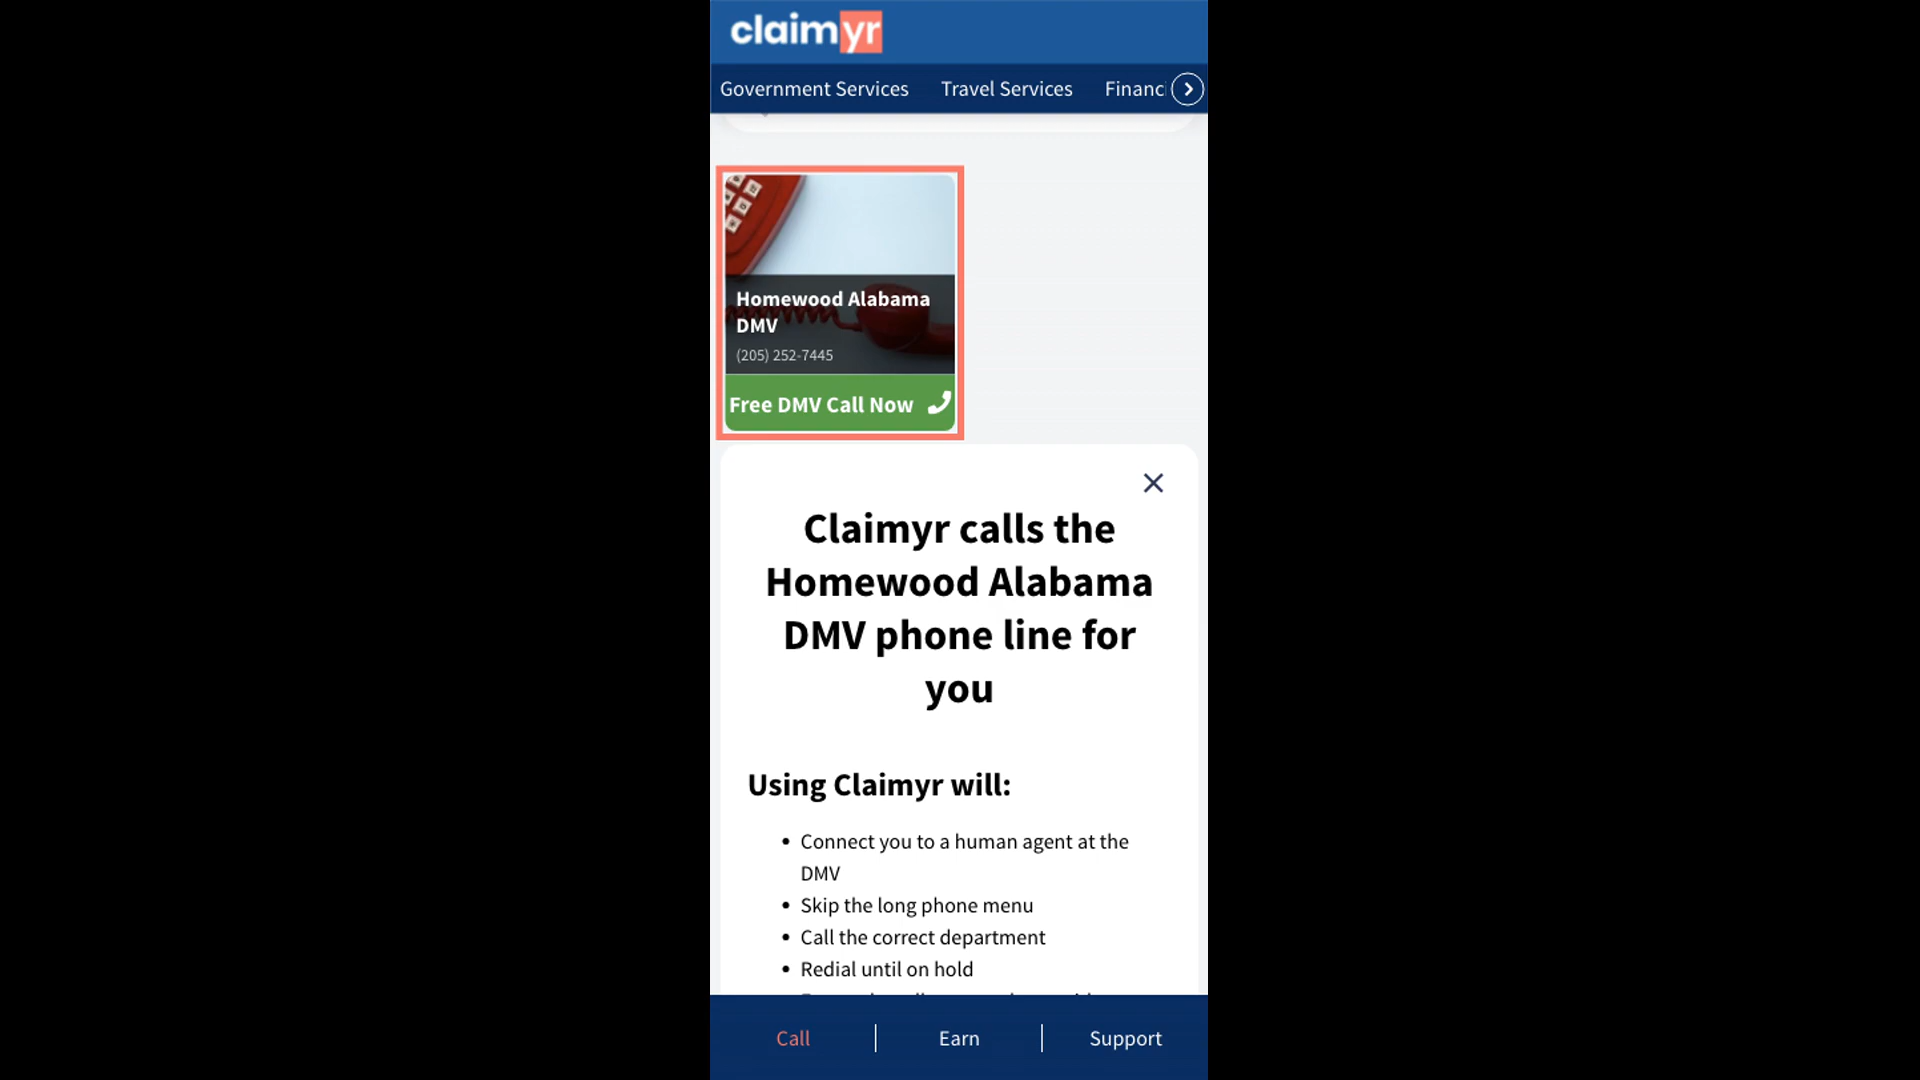 claimyr
Government Services Travel Services Financ
Homewood Alabama
DMV
(205) 252-7445
Free DMV Call Now
Claimyr calls the
Homewood Alabama
DMV phone line for
you
Using Claimyr will:
• Connect you to a human agent at the
DMV
• Skip the long phone menu
• Call the correct department
• Redial until on hold
Call | Earn | Support